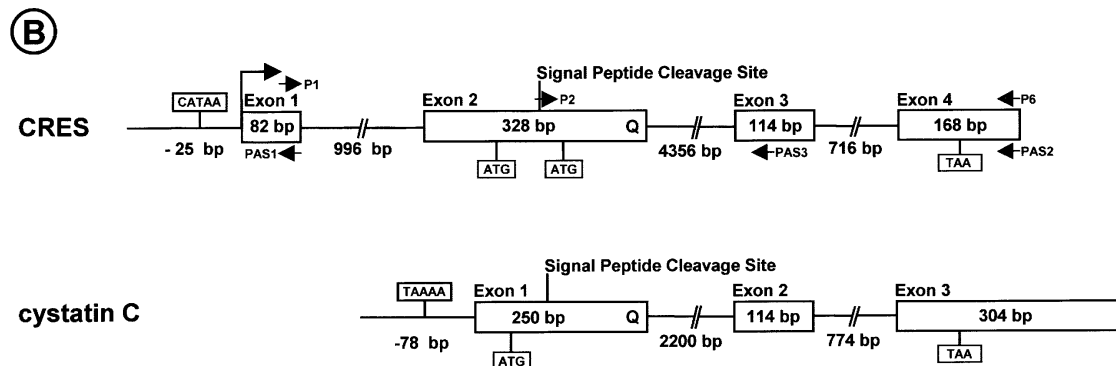 B
Signal Peptide Cleavage Site
P1
P2
P6
CATAA
Exon 1
Exon 2
Exon 3
Exon 4
CRES
82 bp
328 bp
Q
114 bp
168 bp
- 25 bp
PAS1
996 bp
4356 bp
PAS3
716 bp
PAS2
ATG
ATG
TAA
Signal Peptide Cleavage Site
TAAAA
Exon 1
Exon 2
Exon 3
cystatin C
250 bp
Q
114 bp
304 bp
-78 bp
2200 bp
774 bp
ATG
TAA